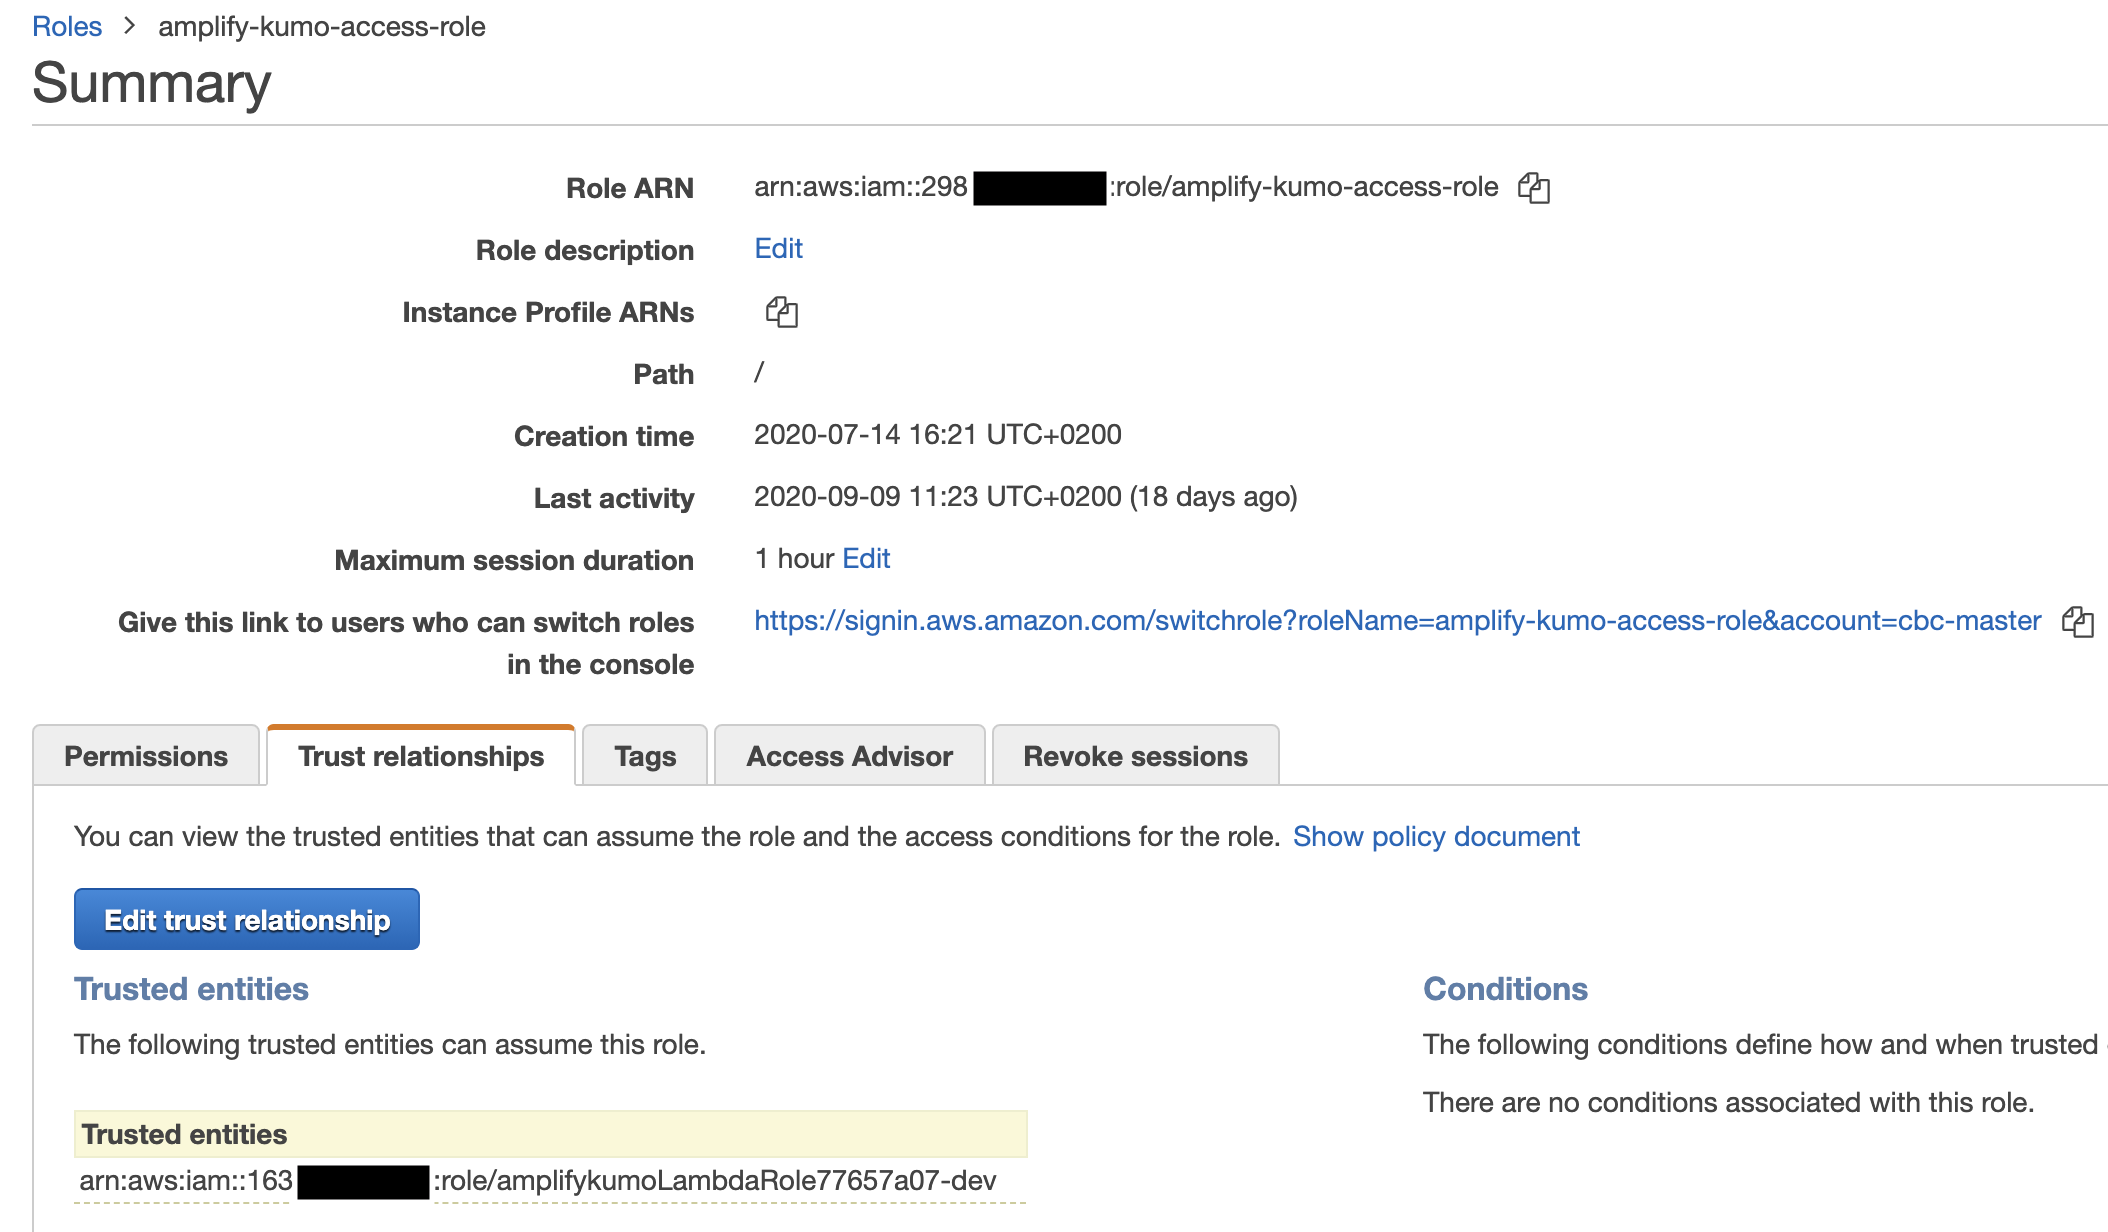 Roles > amplify-kumo-access-role
Summary
Role ARN arn:aws:iam::298 :role/amplify-kumo-access-role
Role description Edit
Instance Profile ARNs
Path /
Creation time 2020-07-14 16:21 UTC+0200
Last activity 2020-09-09 11:23 UTC+0200 (18 days ago)
Maximum session duration 1 hour Edit
Give this link to users who can switch roles https://signin.aws.amazon.com/switchrole?roleName=amplify-kumo-access-role&account=cbc-master
in the console
Permissions Trust relationships Tags Access Advisor Revoke sessions
You can view the trusted entities that can assume the role and the access conditions for the role. Show policy document
Edit trust relationship
Trusted entities
The following trusted entities can assume this role.
Trusted entities
arn:aws:iam::163 :role/amplifykumoLambdaRole77657a07-dev
Conditions
The following conditions define how and when trusted
There are no conditions associated with this role.